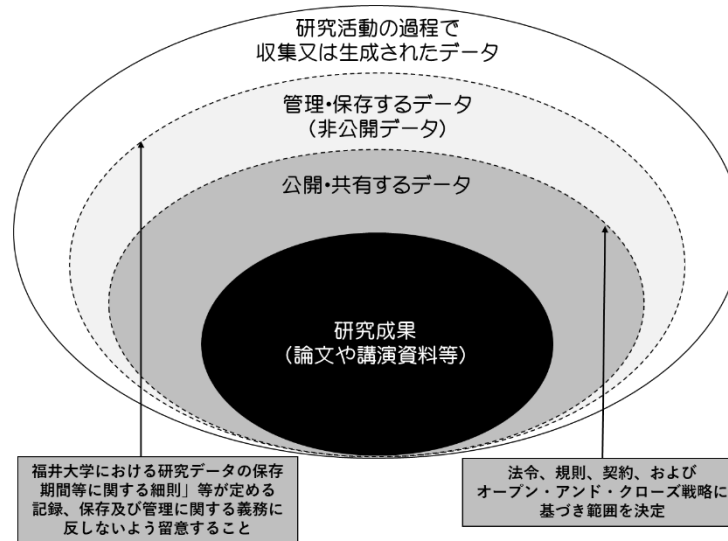 研究活動の過程で
収集又は生成されたデータ
管理・保存するデータ
（非公開データ）
公開・共有するデータ
研究成果
（論文や講演資料等）
福井大学における研究データの保存
期間等に関する細則」等が定める
記録、保存及び管理に関する義務に
反しないよう留意すること
法令、規則、契約、および
オープン・アンド・クローズ戦略に
基づき範囲を決定